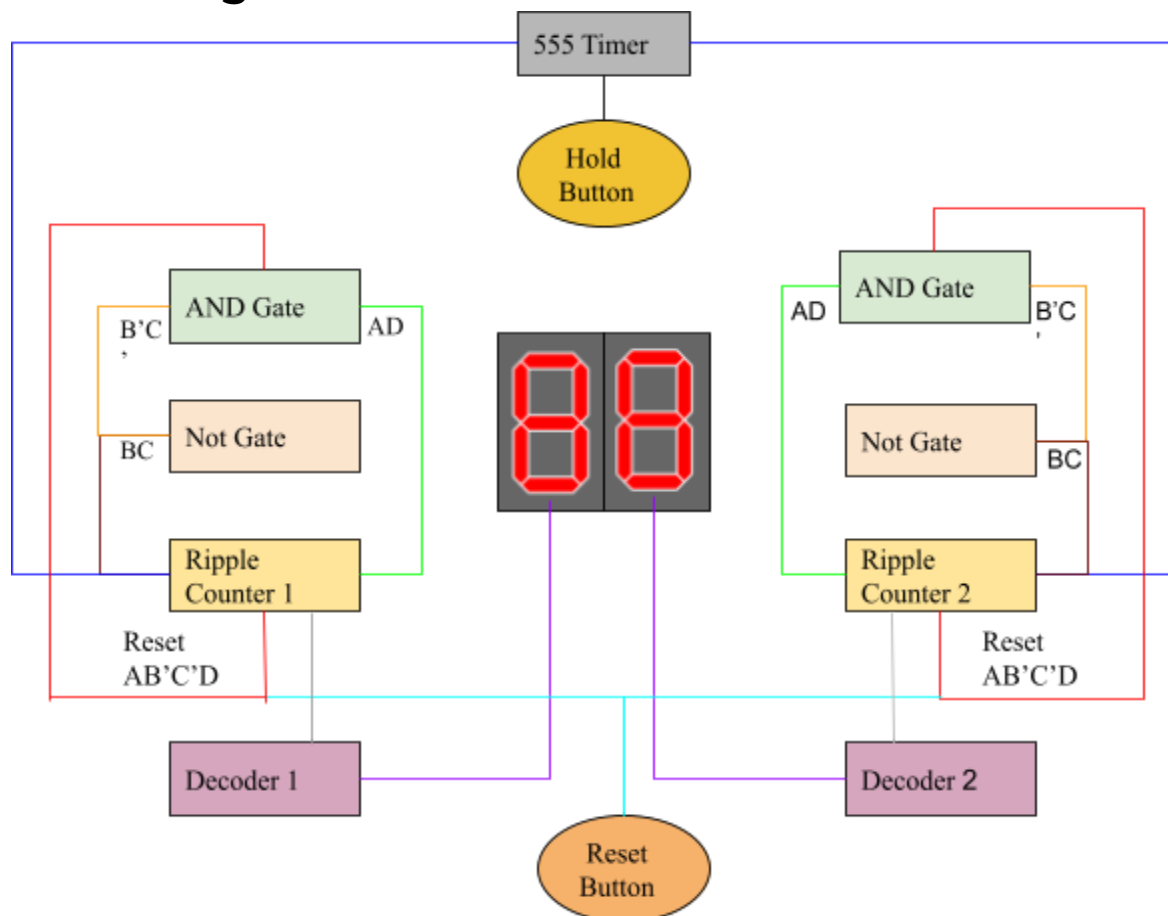 555 Timer
Hold
Button
AND Gate
B'C
’
AD
Not Gate
BC
Ripple
Counter 1
Reset
AB’C’D
Decoder 1
AND Gate
AD
B'C
'
Not Gate
BC
Ripple
Counter 2
Reset
AB’C’D
Decoder 2
88
Reset
Button